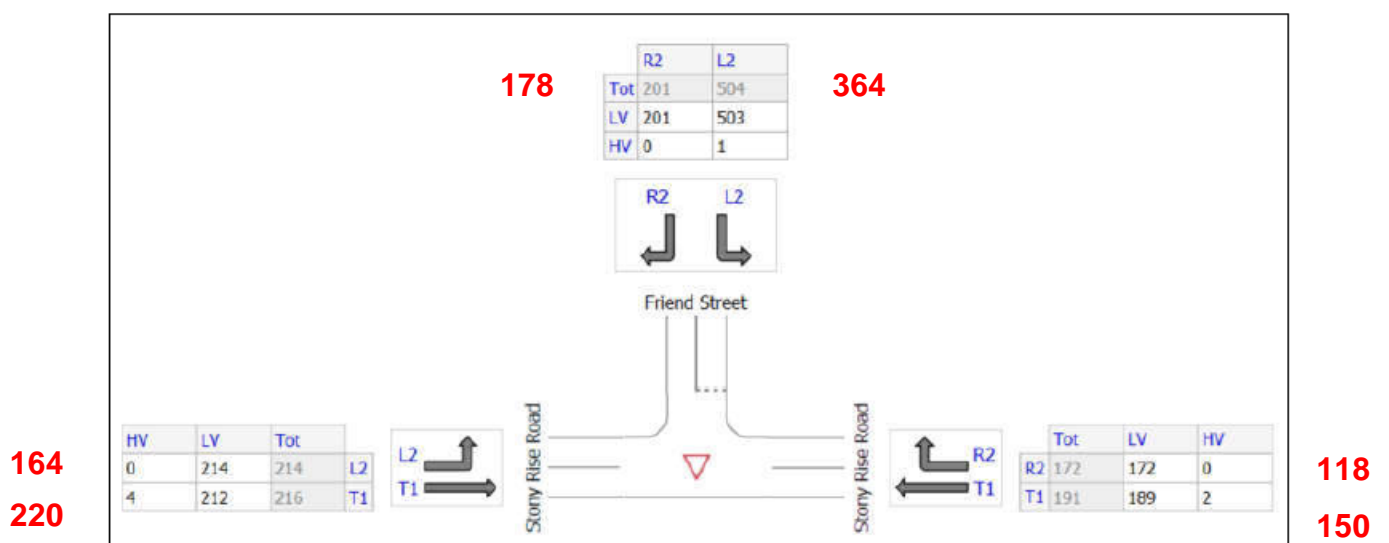 R2 L2
178 Tot 201 504 364
LV 201 503
HV 0 1
R2 L2
Friend Street
Stony Rise Road
Stony Rise Road
HV LV Tot
164 0 214 214 L2
220 4 212 216 T1
L2
T1
R2
T1
Tot LV HV
R2 172 172 0 118
T1 191 189 2 150